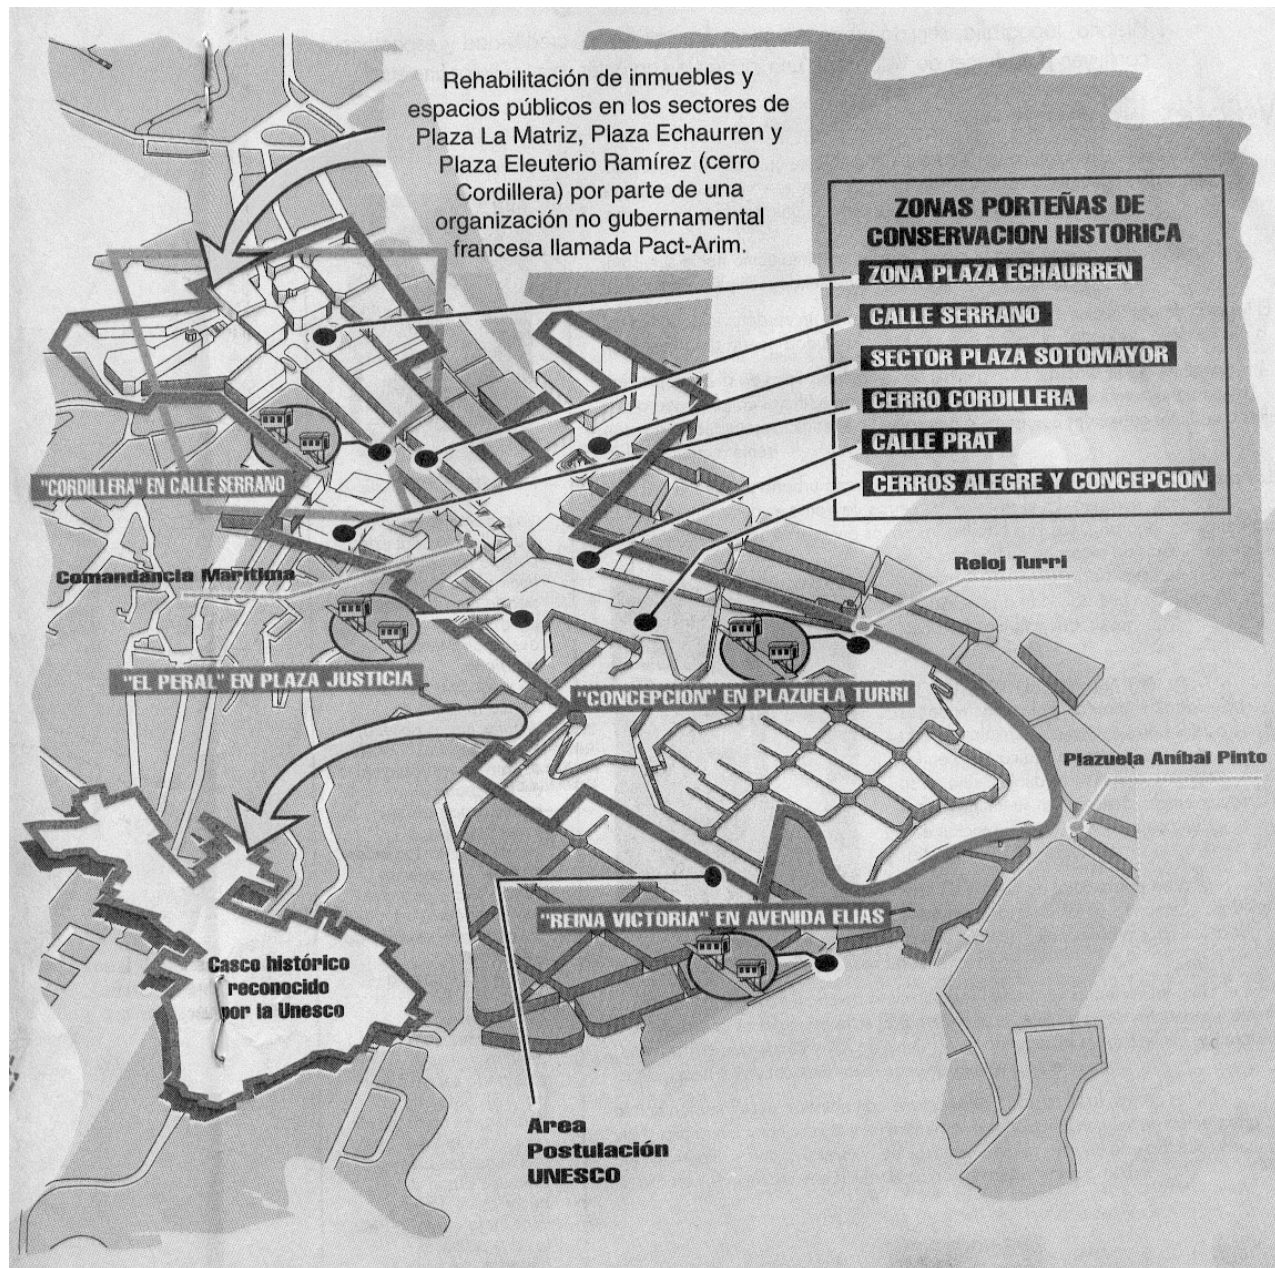 Rehabilitación de inmuebles y
espacios públicos en los sectores de
Plaza La Matriz, Plaza Echaurren y
Plaza Eleuterio Ramírez (cerro
Cordillera) por parte de una
organización no gubernamental
francesa llamada Pact-Arim.
ZONAS PORTEÑAS DE
CONSERVACION HISTORICA
ZONA PLAZA ECHAURREN
CALLE SERRANO
SECTOR PLAZA SOTOMAYOR
CERRO CORDILLERA
CALLE PRAT
CERROS ALEGRE Y CONCEPCION
"CORDILLERA" EN CALLE SERRANO
Comandancia Marítima
Reloj Turri
"EL PERAL" EN PLAZA JUSTICIA
"CONCEPCION" EN PLAZUELA TURRI
Plazuela Aníbal Pinto
"REINA VICTORIA" EN AVENIDA ELIAS
Casco histórico
reconocido
por la Unesco
Area
Postulación
UNESCO